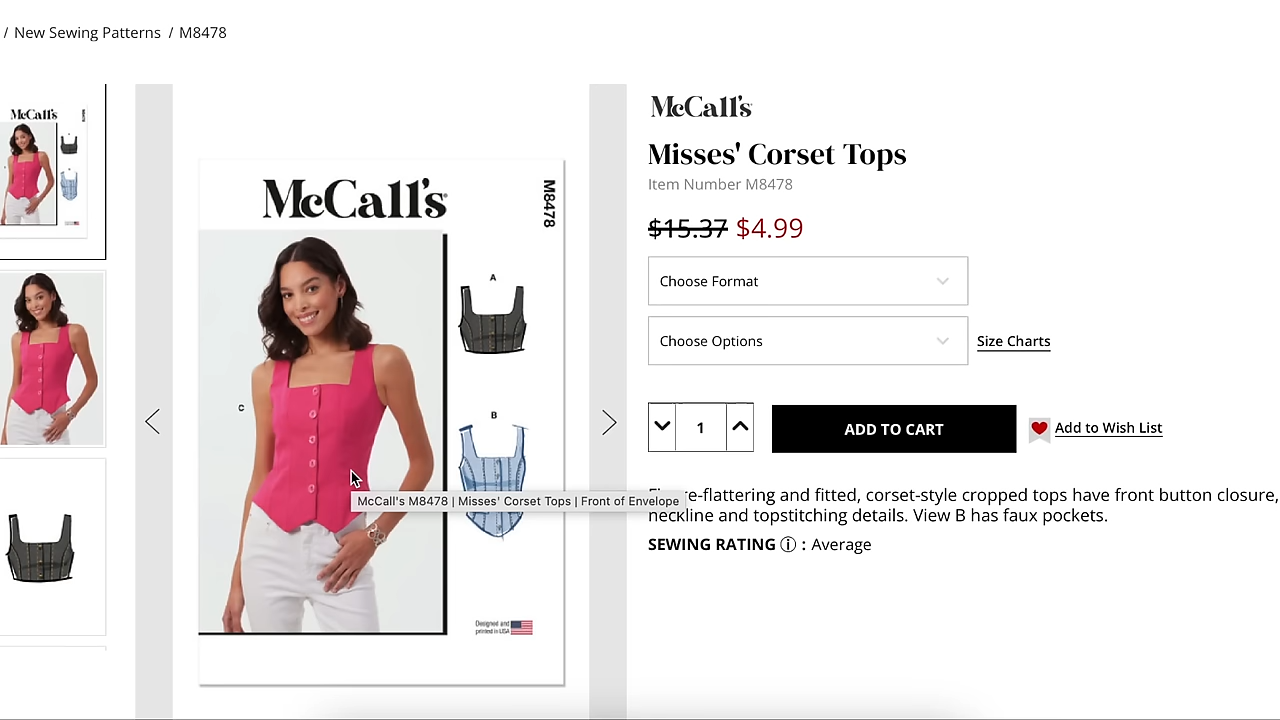 / New Sewing Patterns / M8478
McCall's
McCall's
M8478
A
C
B
Designed and
printed in USA
McCall's
Misses' Corset Tops
Item Number M8478
$15.37 $4.99
Choose Format
Choose Options
Size Charts
1
ADD TO CART
Add to Wish List
McCall's M8478 | Misses' Corset Tops | Front of Envelope
-flattering and fitted, corset-style cropped tops have front button closure,
neckline and topstitching details. View B has faux pockets.
SEWING RATING ⓘ : Average